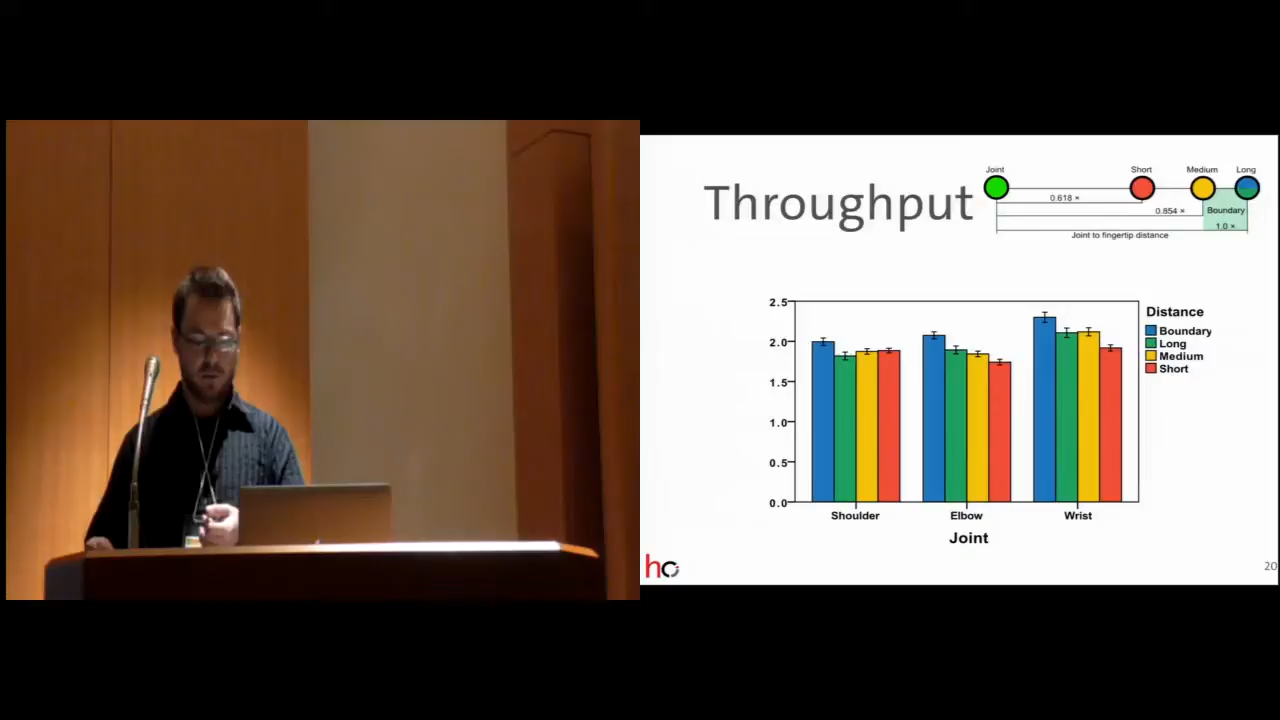 Throughput
Joint Short Medium Long
0.618 ×
0.854 × Boundary
1.0 ×
Joint to fingertip distance
2.5
2.0
1.5
1.0
0.5
0.0
Shoulder Elbow Wrist
Joint
Distance
Boundary
Long
Medium
Short
hc
20